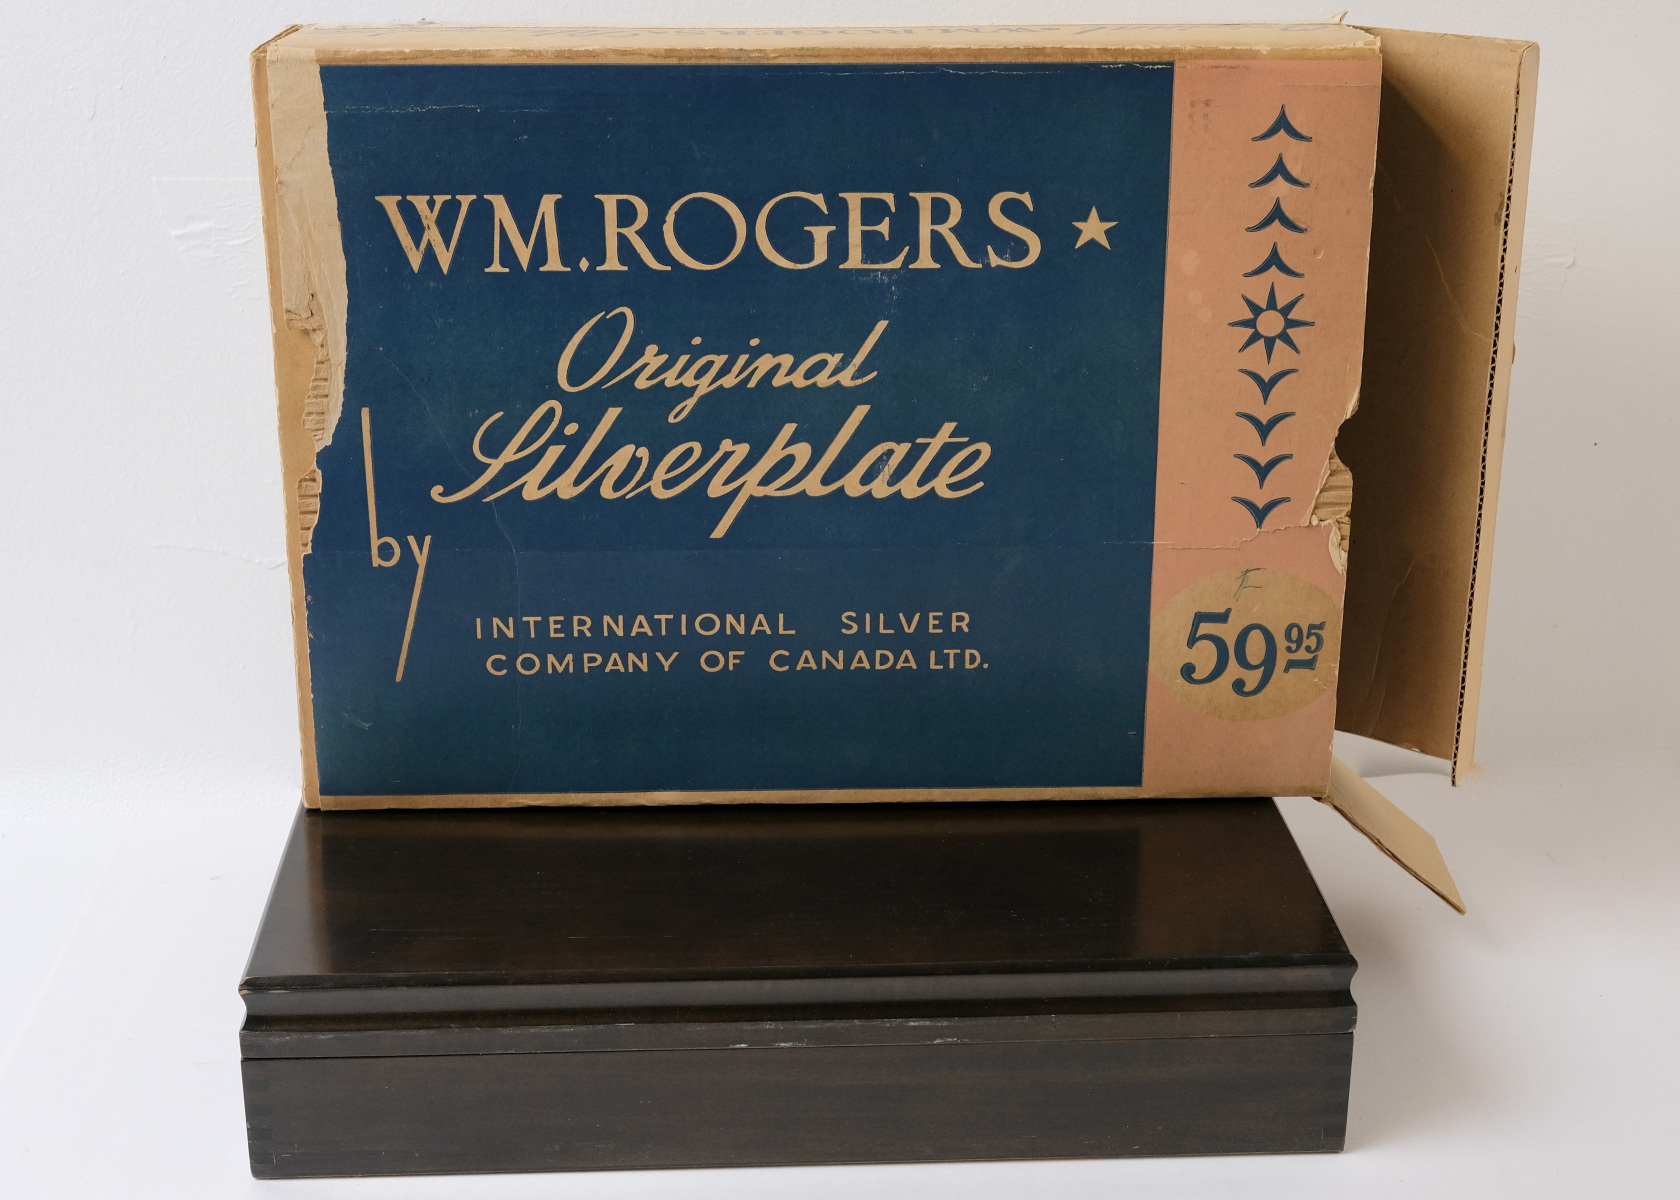 WM.ROGERS ★
Original
Silverplate
by
INTERNATIONAL SILVER
COMPANY OF CANADA LTD.
59 95